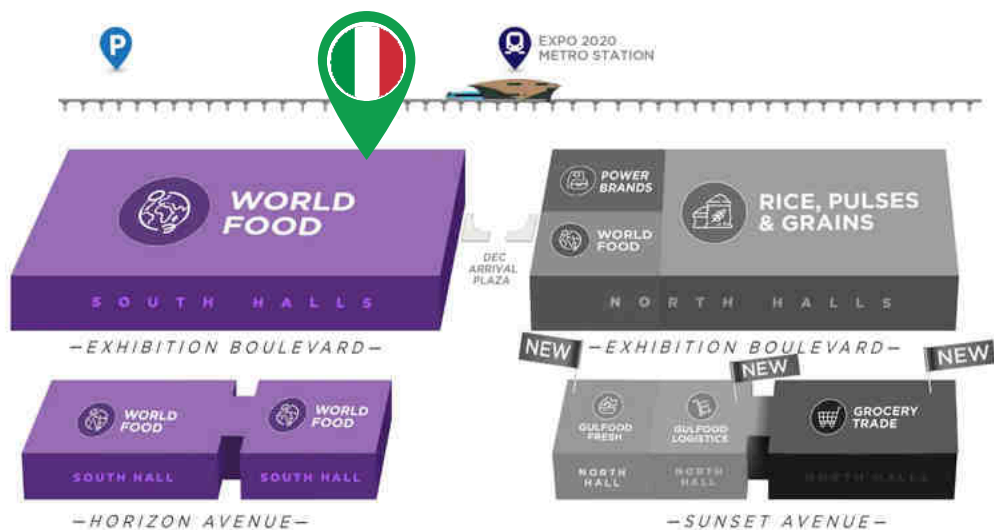 P
EXPO 2020
METRO STATION
WORLD
FOOD
SOUTH HALLS
POWER
BRANDS
WORLD
FOOD
RICE, PULSES
& GRAINS
NORTH HALLS
DEC
ARRIVAL
PLAZA
–EXHIBITION BOULEVARD–
–EXHIBITION BOULEVARD–
NEW
NEW
NEW
WORLD
FOOD
SOUTH HALL
WORLD
FOOD
SOUTH HALL
GULFOOD
FRESH
NORTH
HALL
GULFOOD
LOGISTICS
NORTH
HALL
GROCERY
TRADE
NORTH HALLS
–HORIZON AVENUE–
–SUNSET AVENUE–